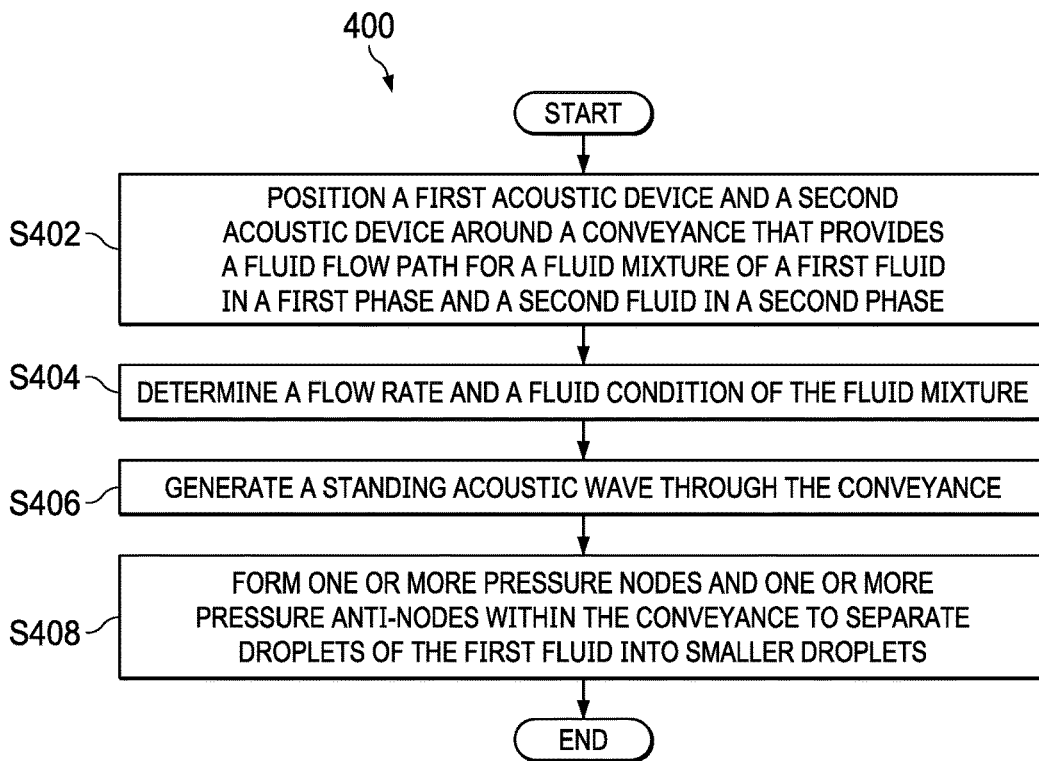 400
START
S402
POSITION A FIRST ACOUSTIC DEVICE AND A SECOND
ACOUSTIC DEVICE AROUND A CONVEYANCE THAT PROVIDES
A FLUID FLOW PATH FOR A FLUID MIXTURE OF A FIRST FLUID
IN A FIRST PHASE AND A SECOND FLUID IN A SECOND PHASE
S404
DETERMINE A FLOW RATE AND A FLUID CONDITION OF THE FLUID MIXTURE
S406
GENERATE A STANDING ACOUSTIC WAVE THROUGH THE CONVEYANCE
S408
FORM ONE OR MORE PRESSURE NODES AND ONE OR MORE
PRESSURE ANTI-NODES WITHIN THE CONVEYANCE TO SEPARATE
DROPLETS OF THE FIRST FLUID INTO SMALLER DROPLETS
END